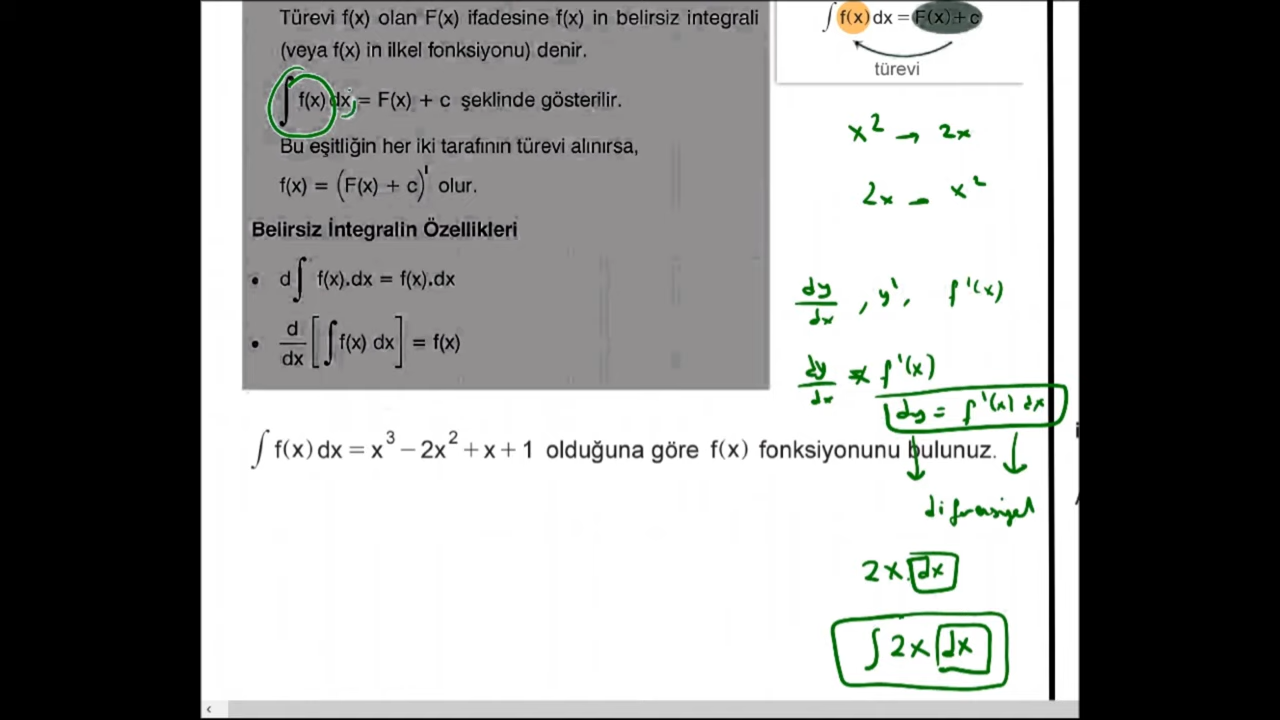 Türevi f(x) olan F(x) ifadesine f(x) in belirsiz integrali
(veya f(x) in ilkel fonksiyonu) denir.
∫ f(x) dx = F(x) + c şeklinde gösterilir.
Bu eşitliğin her iki tarafının türevi alınırsa,
f(x) = (F(x) + c)' olur.
Belirsiz İntegralin Özellikleri
• d∫ f(x).dx = f(x).dx
• d/dx [∫f(x) dx] = f(x)
∫ f(x) dx = x³ − 2x² + x + 1 olduğuna göre f(x) fonksiyonunu bulunuz.
∫ f(x) dx = F(x)+c
türevi
x² → 2x
2x − x²
dy/dx , y' , f'(x)
dy/dx = f'(x)
dy = f'(x) dx
diferansiyel
2x.dx
∫ 2x dx